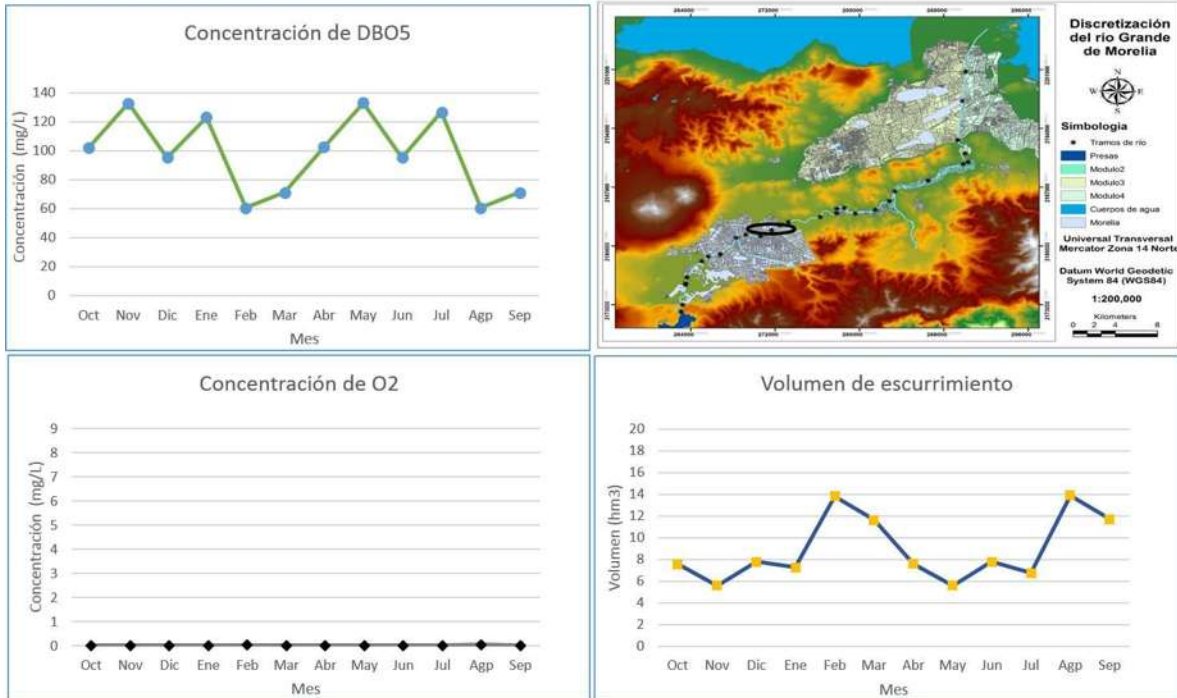 Concentración de DBO5
Concentración (mg/L)
140
120
100
80
60
40
20
0
Oct Nov Dic Ene Feb Mar Abr May Jun Jul Agp Sep
Mes
264000 272000 280000 288000 296000
Discretización
del río Grande
de Morelia
N
W E
S
Simbologia
Tramos de río
Presas
Modulo2
Modulo3
Modulo4
Cuerpos de agua
Morelia
Universal Transversal
Mercator Zona 14 Norte
Datum World Geodetic
System 84 (WGS84)
1:200,000
Kilometers
0 2 4 8
Concentración de O2
Concentración (mg/L)
9
8
7
6
5
4
3
2
1
0
Oct Nov Dic Ene Feb Mar Abr May Jun Jul Agp Sep
Mes
Volumen de escurrimiento
Volumen (hm3)
20
18
16
14
12
10
8
6
4
2
0
Oct Nov Dic Ene Feb Mar Abr May Jun Jul Agp Sep
Mes